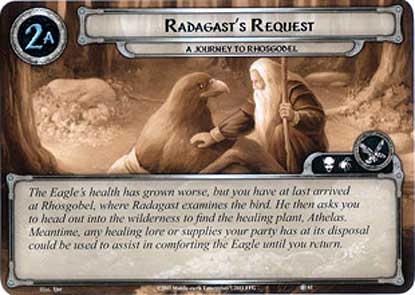 2A
RADAGAST'S REQUEST
A JOURNEY TO RHOSGOBEL
The Eagle's health has grown worse, but you have at last arrived
at Rhosgobel, where Radagast examines the bird. He then asks you
to head out into the wilderness to find the healing plant, Athelas.
Meantime, any healing lore or supplies your party has at its disposal
could be used to assist in comforting the Eagle until you return.